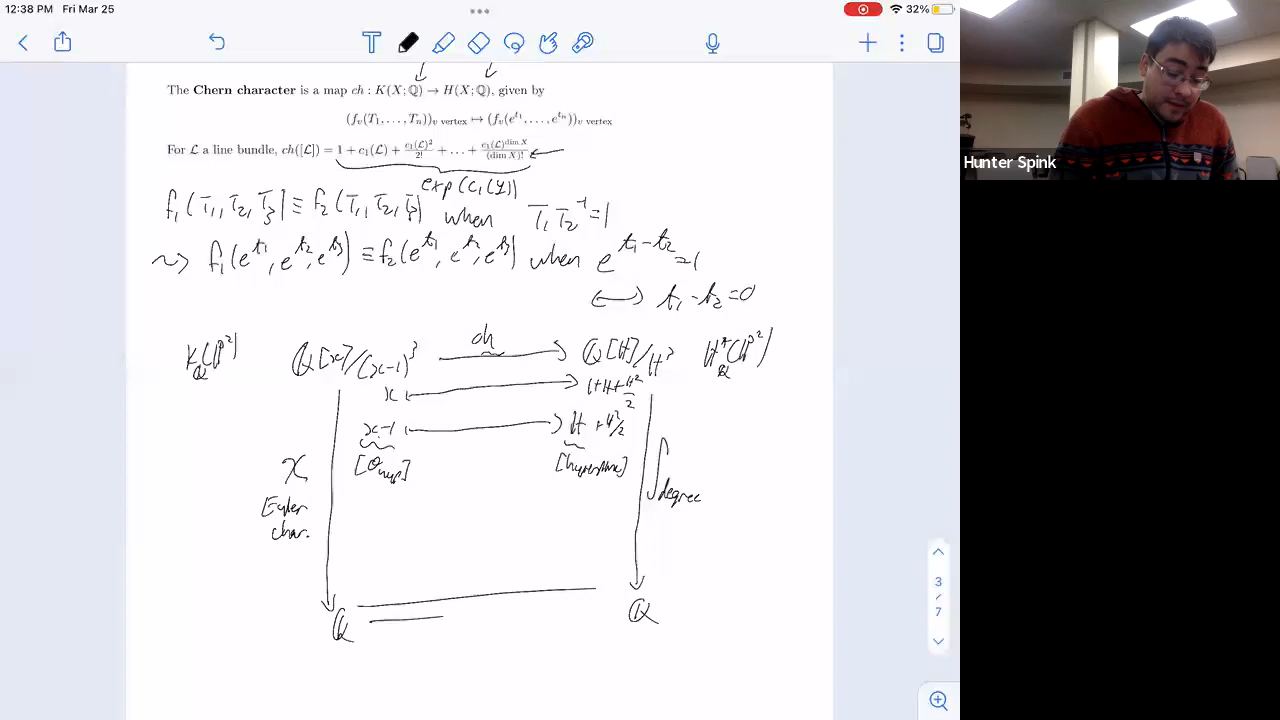 12:38 PM Fri Mar 25
32%
The Chern character is a map ch : K(X;ℚ) → H(X;ℚ), given by
(f_v(T_1, …, T_n))_{v vertex} ↦ (f_v(e^{t_1}, …, e^{t_n}))_{v vertex}
For ℒ a line bundle, ch([ℒ]) = 1 + c_1(ℒ) + c_1(ℒ)^2/2! + … + c_1(ℒ)^{dim X}/(dim X)!
exp(c_1(ℒ))
f_1(T_1, T_2, T_3) ≡ f_2(T_1, T_2, T_3) when T_1 T_2^{-1} = 1
⇝ f_1(e^{t_1}, e^{t_2}, e^{t_3}) ≡ f_2(e^{t_1}, e^{t_2}, e^{t_3}) when e^{t_1-t_2} = 1
⟷ t_1 - t_2 = 0
K_ℚ(ℙ^2) ℚ[x]/(x-1)^3 ch ℚ[H]/H^3 H^*_ℚ(ℙ^2)
x ↦ 1+H+H^2/2
x-1 ↦ H + H^2/2
[O_hyp] [hyperplane]
χ
Euler
char.
∫ degree
ℚ ℚ
3
/
7
Hunter Spink